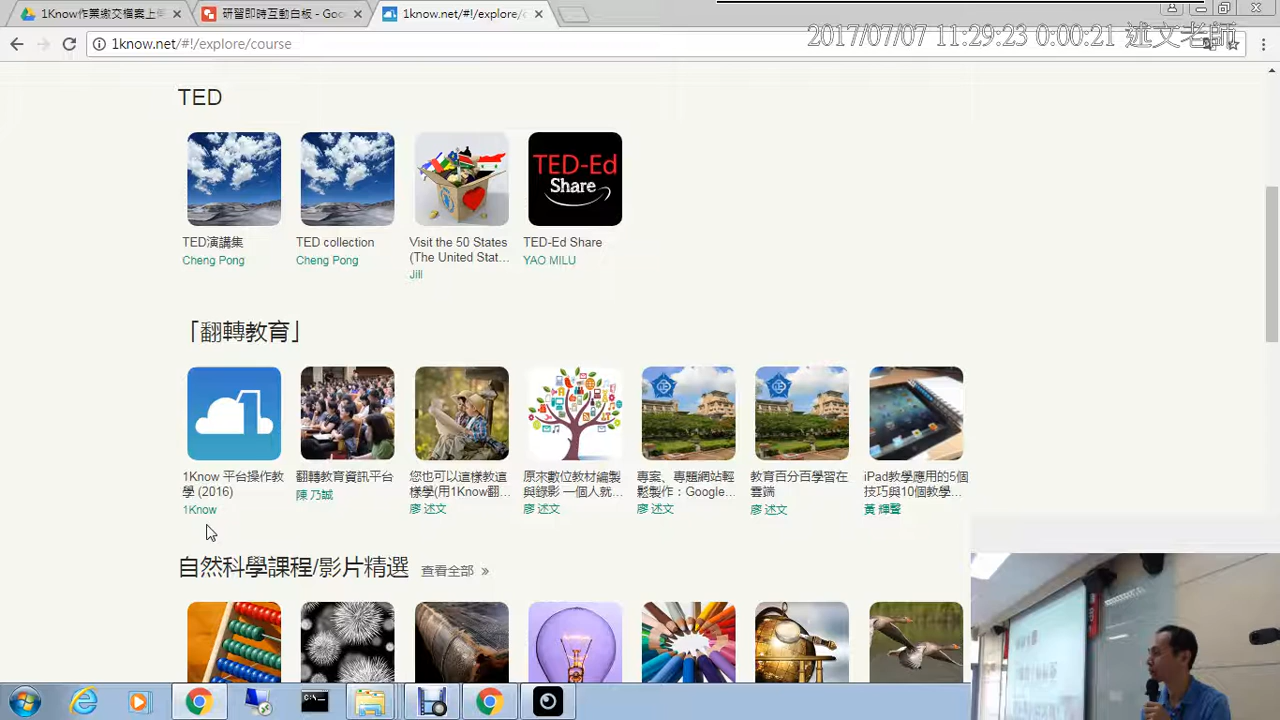 1Know作業繳交檔案上
研習即時互動白板 - Goo
1know.net/#!/explore/c
1know.net/#!/explore/course
2017/07/07 11:29:23 0:00:21 述文老師
TED
TED-Ed
Share
TED演講集
Cheng Pong
TED collection
Cheng Pong
Visit the 50 States
(The United Stat...
Jill
TED-Ed Share
YAO MILU
「翻轉教育」
1Know 平台操作教
學 (2016)
1Know
翻轉教育資訊平台
陳 乃誠
您也可以這樣教這
樣學(用1Know翻...
廖 述文
原來數位教材編製
與錄影 一個人就...
廖 述文
專案、專題網站輕
鬆製作：Google...
廖 述文
教育百分百學習在
雲端
廖 述文
iPad教學應用的5個
技巧與10個教學...
黃 輝聲
自然科學課程/影片精選 查看全部 »